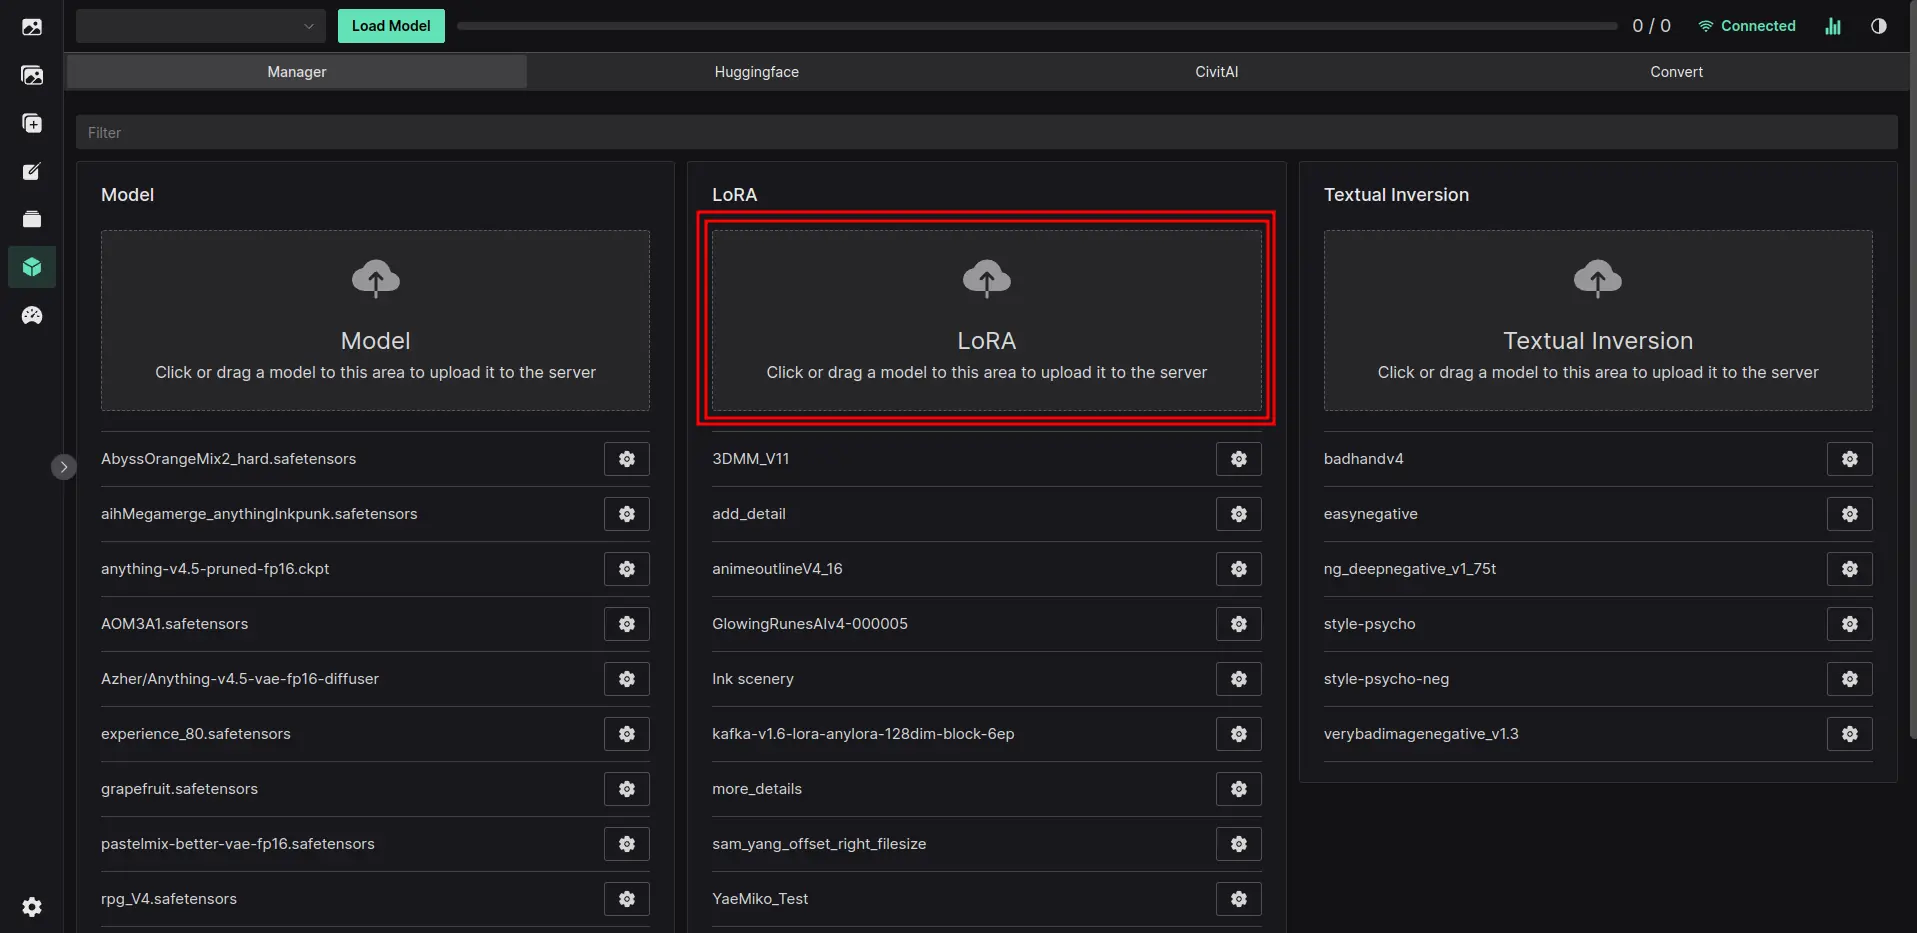 Load Model
0 / 0
Connected
Manager
Huggingface
CivitAI
Convert
Filter
Model
Model
Click or drag a model to this area to upload it to the server
AbyssOrangeMix2_hard.safetensors
aihMegamerge_anythingInkpunk.safetensors
anything-v4.5-pruned-fp16.ckpt
AOM3A1.safetensors
Azher/Anything-v4.5-vae-fp16-diffuser
experience_80.safetensors
grapefruit.safetensors
pastelmix-better-vae-fp16.safetensors
rpg_V4.safetensors
LoRA
LoRA
Click or drag a model to this area to upload it to the server
3DMM_V11
add_detail
animeoutlineV4_16
GlowingRunesAIv4-000005
Ink scenery
kafka-v1.6-lora-anylora-128dim-block-6ep
more_details
sam_yang_offset_right_filesize
YaeMiko_Test
Textual Inversion
Textual Inversion
Click or drag a model to this area to upload it to the server
badhandv4
easynegative
ng_deepnegative_v1_75t
style-psycho
style-psycho-neg
verybadimagenegative_v1.3